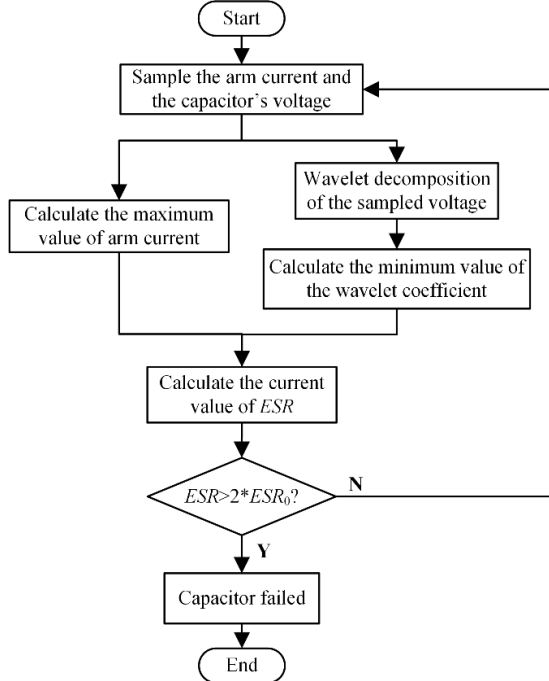 Start
Sample the arm current and
the capacitor's voltage
Wavelet decomposition
of the sampled voltage
Calculate the maximum
value of arm current
Calculate the minimum value of
the wavelet coefficient
Calculate the current
value of ESR
ESR>2*ESR₀?
N
Y
Capacitor failed
End